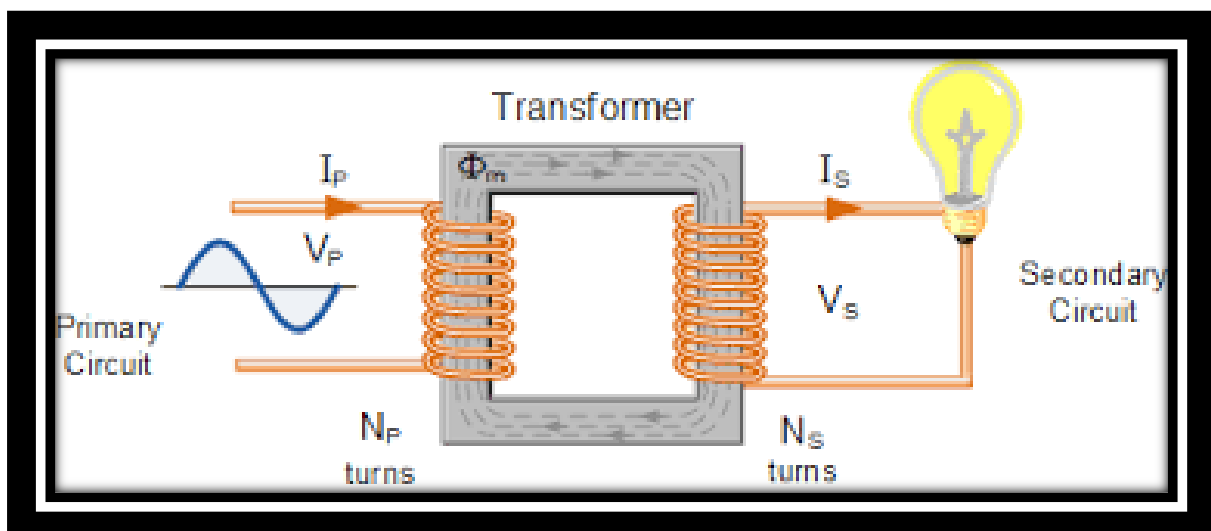 Transformer
Φm
IP
IS
VP
VS
Primary
Circuit
Secondary
Circuit
NP
turns
NS
turns